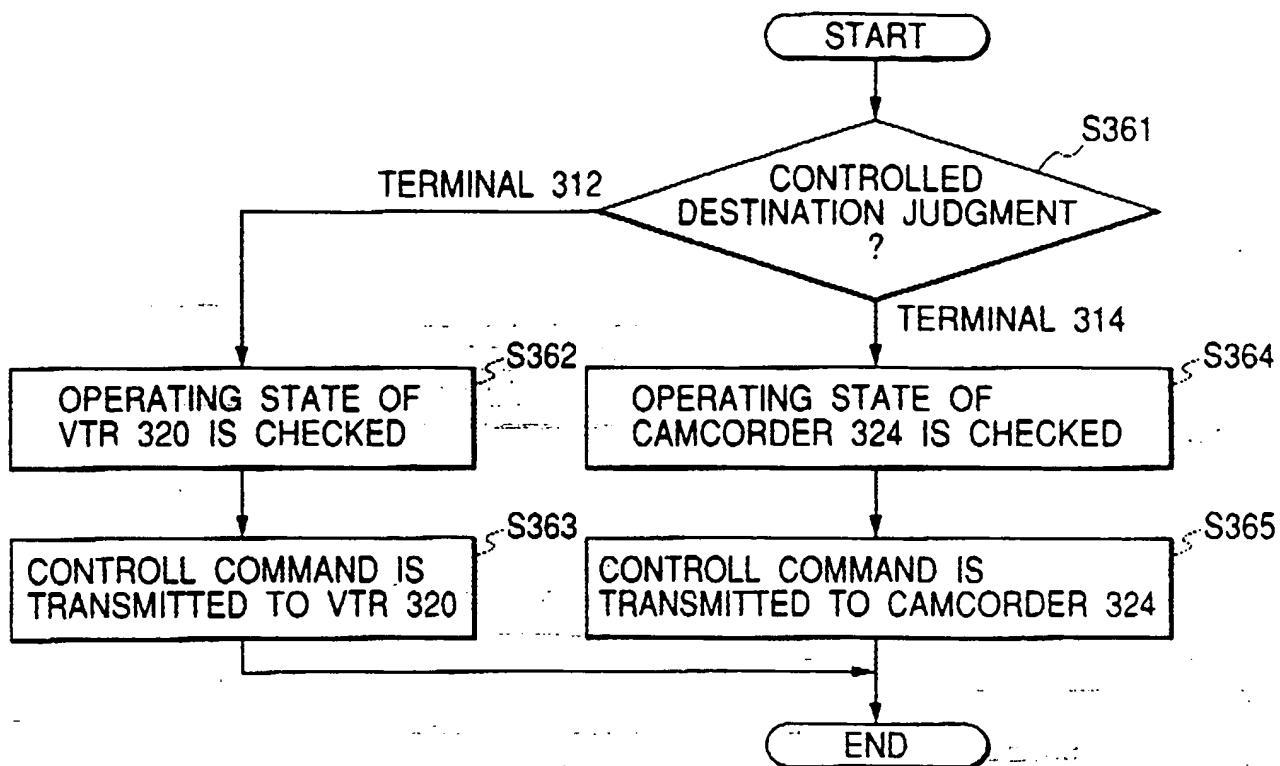 START
S361
CONTROLLED
DESTINATION JUDGMENT
?
TERMINAL 312
TERMINAL 314
S362
OPERATING STATE OF
VTR 320 IS CHECKED
S364
OPERATING STATE OF
CAMCORDER 324 IS CHECKED
S363
CONTROLL COMMAND IS
TRANSMITTED TO VTR 320
S365
CONTROLL COMMAND IS
TRANSMITTED TO CAMCORDER 324
END